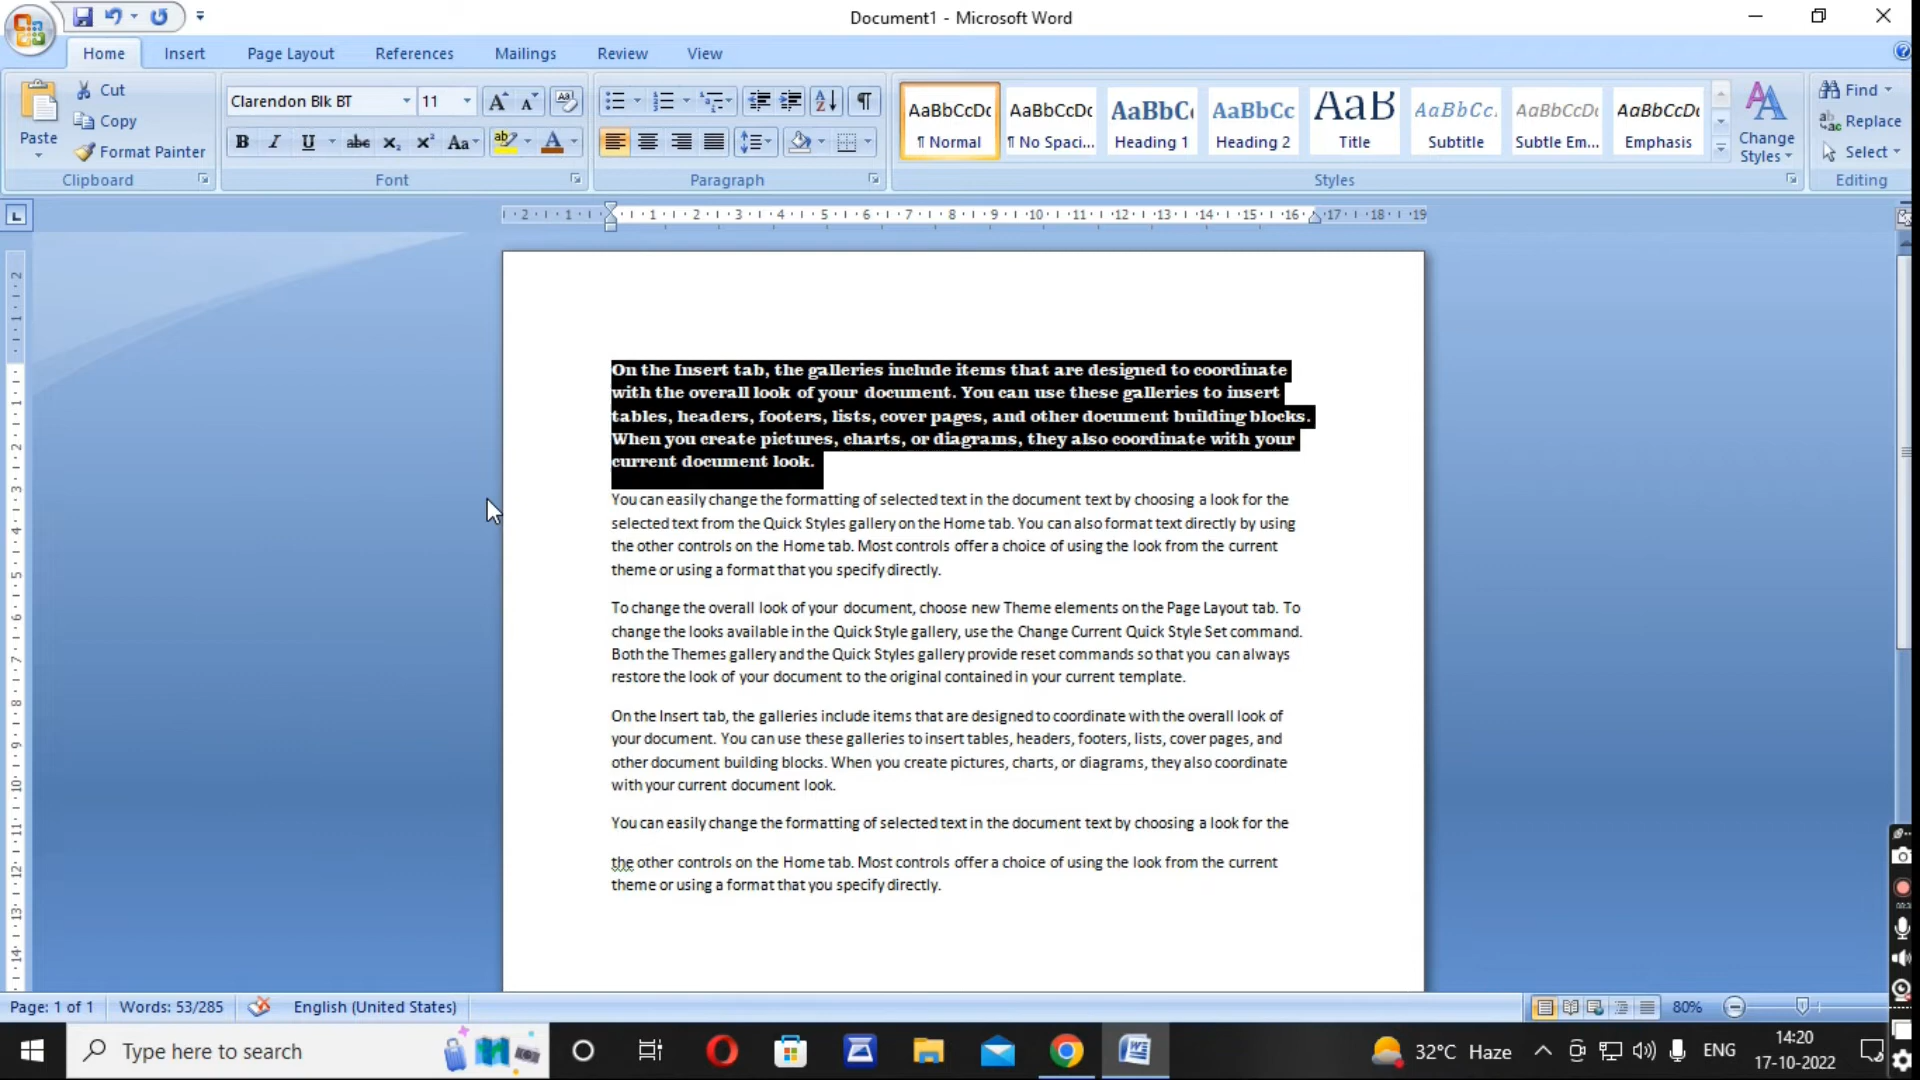 Document1 - Microsoft Word
Home Insert Page Layout References Mailings Review View
Paste
Cut
Copy
Format Painter
Clipboard
Clarendon Blk BT 11
Font
Paragraph
AaBbCcDc AaBbCcDc AaBbC AaBbCc AaB AaBbCc. AaBbCcDc AaBbCcDc
¶ Normal ¶ No Spaci... Heading 1 Heading 2 Title Subtitle Subtle Em... Emphasis
Styles
Change
Styles
Find
Replace
Select
Editing
On the Insert tab, the galleries include items that are designed to coordinate
with the overall look of your document. You can use these galleries to insert
tables, headers, footers, lists, cover pages, and other document building blocks.
When you create pictures, charts, or diagrams, they also coordinate with your
current document look.
You can easily change the formatting of selected text in the document text by choosing a look for the
selected text from the Quick Styles gallery on the Home tab. You can also format text directly by using
the other controls on the Home tab. Most controls offer a choice of using the look from the current
theme or using a format that you specify directly.
To change the overall look of your document, choose new Theme elements on the Page Layout tab. To
change the looks available in the Quick Style gallery, use the Change Current Quick Style Set command.
Both the Themes gallery and the Quick Styles gallery provide reset commands so that you can always
restore the look of your document to the original contained in your current template.
On the Insert tab, the galleries include items that are designed to coordinate with the overall look of
your document. You can use these galleries to insert tables, headers, footers, lists, cover pages, and
other document building blocks. When you create pictures, charts, or diagrams, they also coordinate
with your current document look.
You can easily change the formatting of selected text in the document text by choosing a look for the
the other controls on the Home tab. Most controls offer a choice of using the look from the current
theme or using a format that you specify directly.
Page: 1 of 1 Words: 53/285 English (United States) 80%
Type here to search
32°C Haze ENG
14:20
17-10-2022